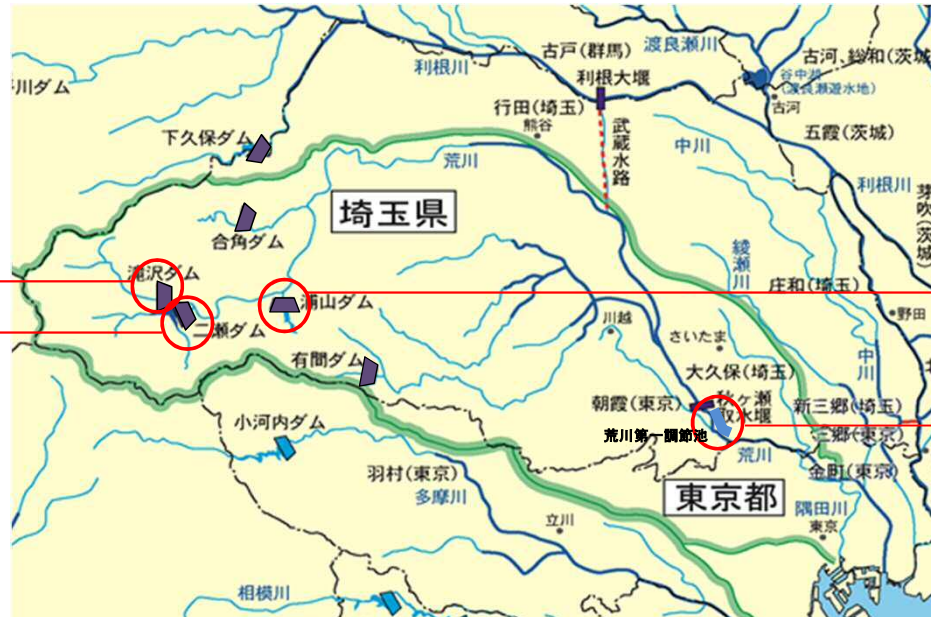 古戸(群馬)
渡良瀬川
古河、総和(茨城
利根川
利根大堰
谷中湖
(渡良瀬遊水地)
川ダム
行田(埼玉)
熊谷
古河
下久保ダム
武蔵水路
中川
五霞(茨城)
荒川
利根川
芽吹(茨城)
埼玉県
合角ダム
綾瀬川
滝沢ダム
庄和(埼玉)
浦山ダム
二瀬ダム
川越
野田
さいたま
中川
有間ダム
大久保(埼玉)
朝霞(東京)
秋ヶ瀬
取水堰
新三郷(埼玉)
小河内ダム
荒川第一調節池
三郷(東京)
荒川
羽村(東京)
金町(東京)
多摩川
東京都
隅田川
立川
東京
相模川